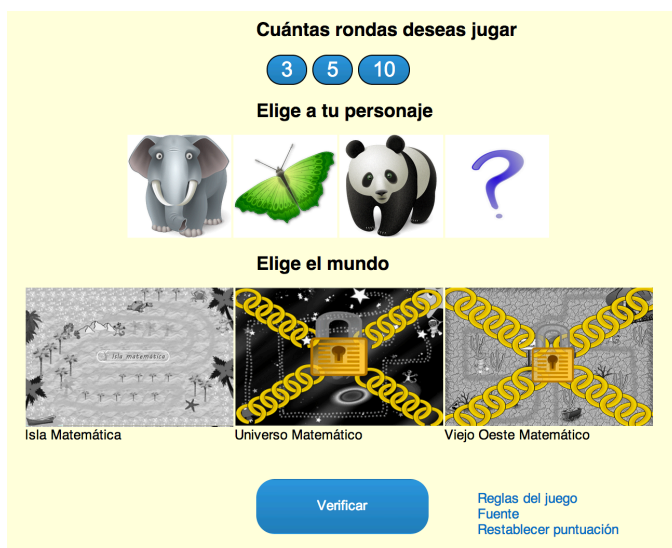 Cuántas rondas deseas jugar
3 5 10
Elige a tu personaje
Elige el mundo
Isla matemática
Isla Matemática
Universo Matemático
Viejo Oeste Matemático
Verificar
Reglas del juego
Fuente
Restablecer puntuación